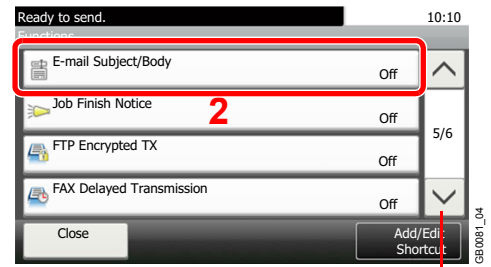 Ready to send.
10:10
Functions
E-mail Subject/Body
Off
Job Finish Notice
2
Off
5/6
FTP Encrypted TX
Off
FAX Delayed Transmission
Off
Close
Add/Edit
Shortcut
GB0081_04